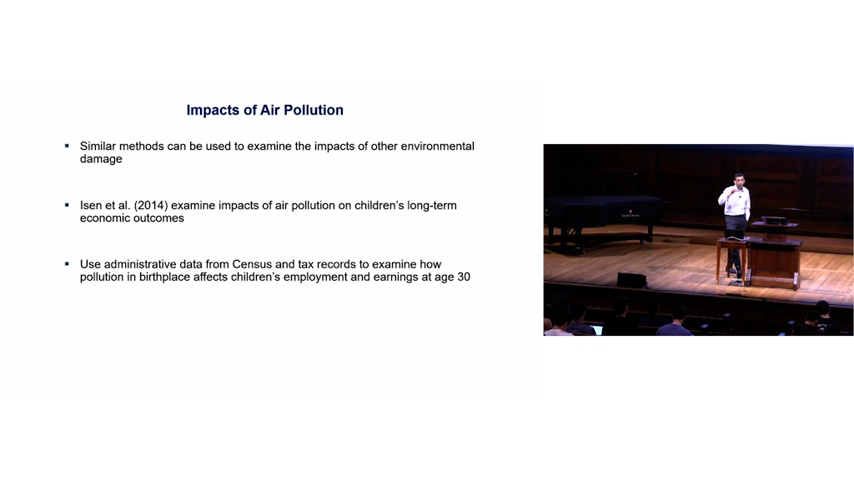 Impacts of Air Pollution
▪ Similar methods can be used to examine the impacts of other environmental
damage
▪ Isen et al. (2014) examine impacts of air pollution on children’s long-term
economic outcomes
▪ Use administrative data from Census and tax records to examine how
pollution in birthplace affects children’s employment and earnings at age 30